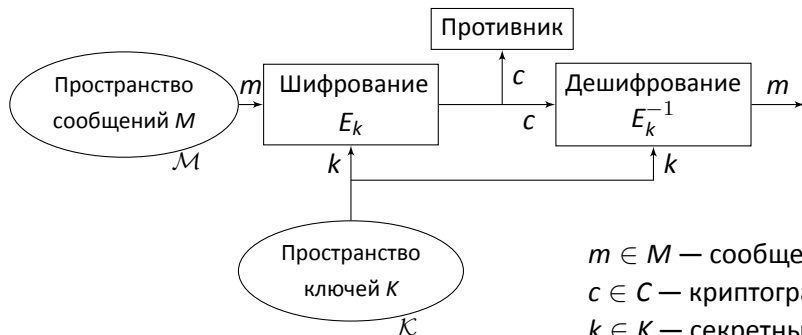 Противник
Пространство
сообщений M
ℳ
m
Шифрование
E_k
c
c
Дешифрование
E_k^{-1}
m
k
k
Пространство
ключей K
𝒦
m ∈ M — сообще
c ∈ C — криптогра
k ∈ K — секретны